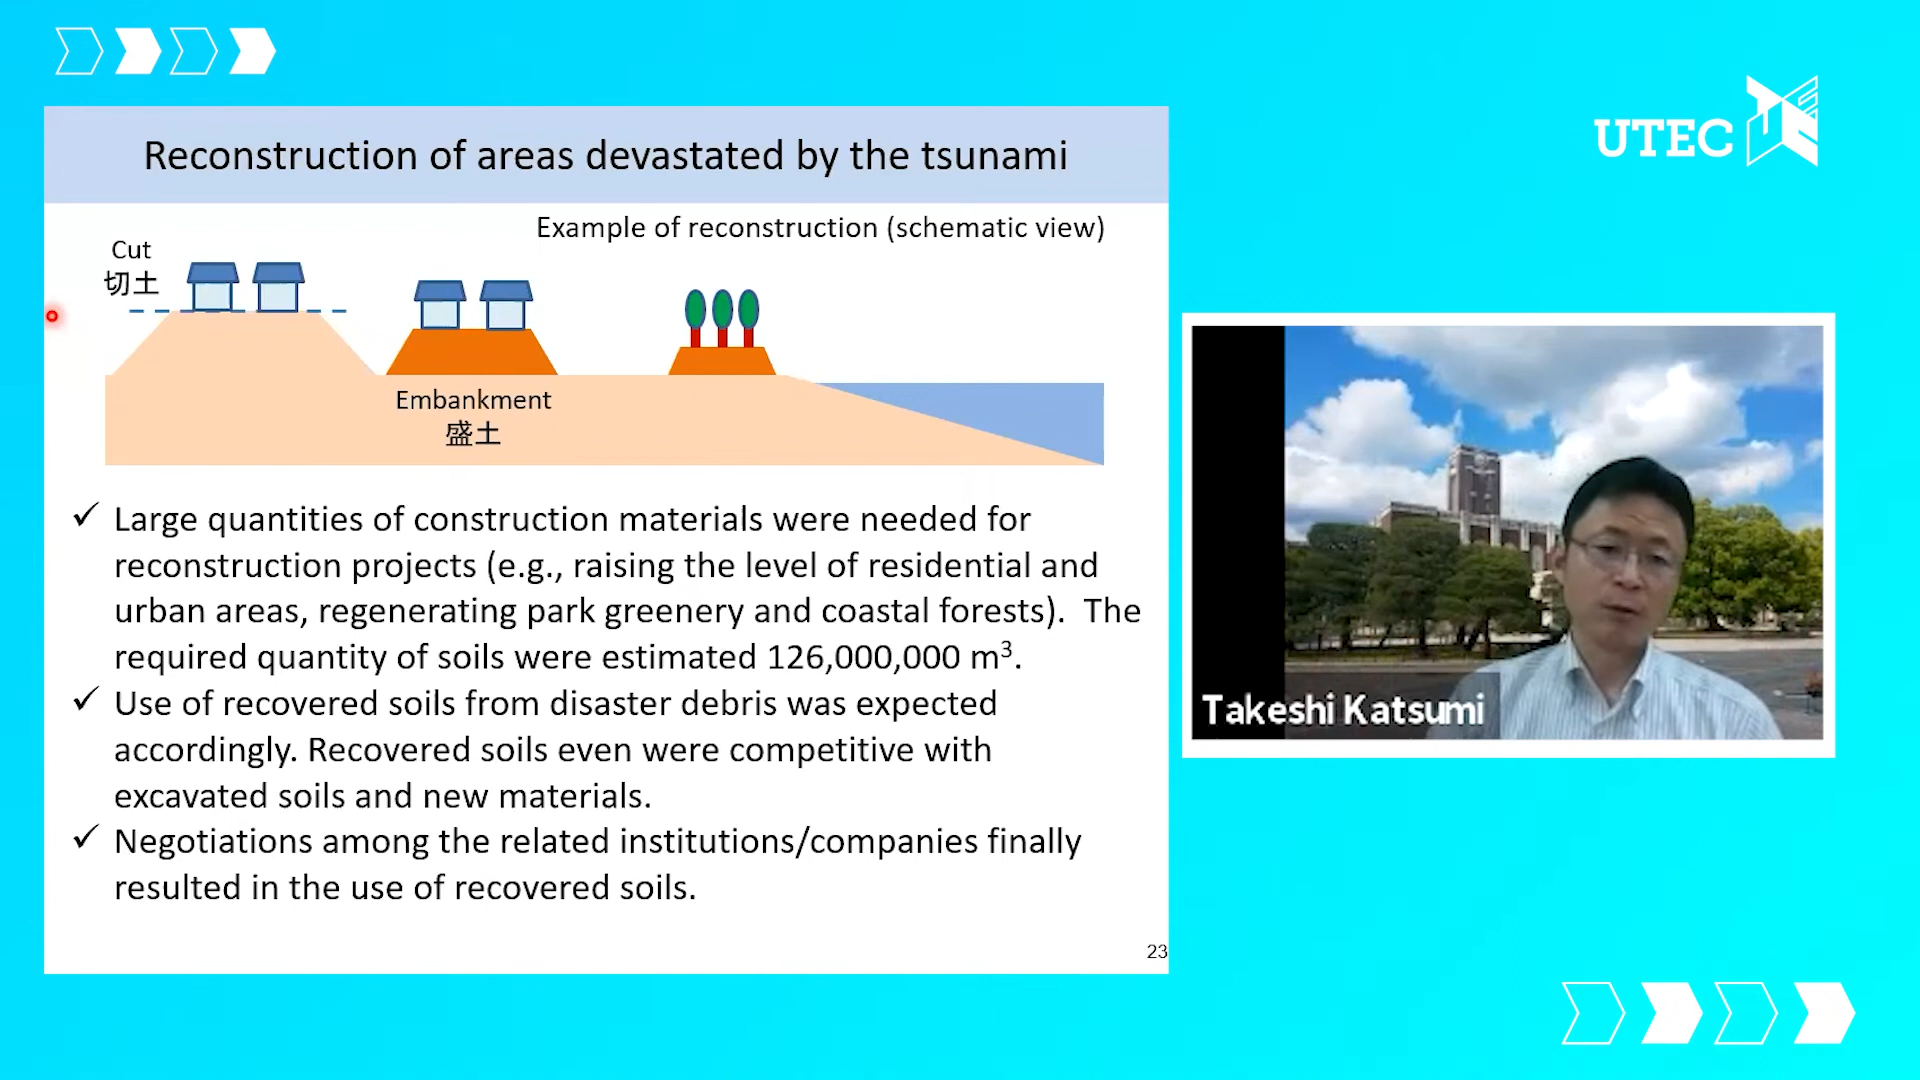 UTEC
Reconstruction of areas devastated by the tsunami
Example of reconstruction (schematic view)
Cut
切土
Embankment
盛土
✓ Large quantities of construction materials were needed for
reconstruction projects (e.g., raising the level of residential and
urban areas, regenerating park greenery and coastal forests).  The
required quantity of soils were estimated 126,000,000 m³.
✓ Use of recovered soils from disaster debris was expected
accordingly. Recovered soils even were competitive with
excavated soils and new materials.
✓ Negotiations among the related institutions/companies finally
resulted in the use of recovered soils.
23
Takeshi Katsumi